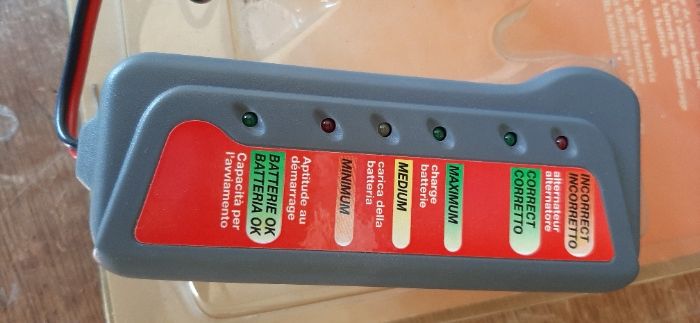 INCORRECT
INCORRETTO
alternateur
alternatore
CORRECT
CORRETTO
MAXIMUM
charge
batterie
MEDIUM
carica della
batteria
MINIMUM
Aptitude au
démarrage
BATTERIE OK
BATTERIA OK
Capacità per
l'avviamento